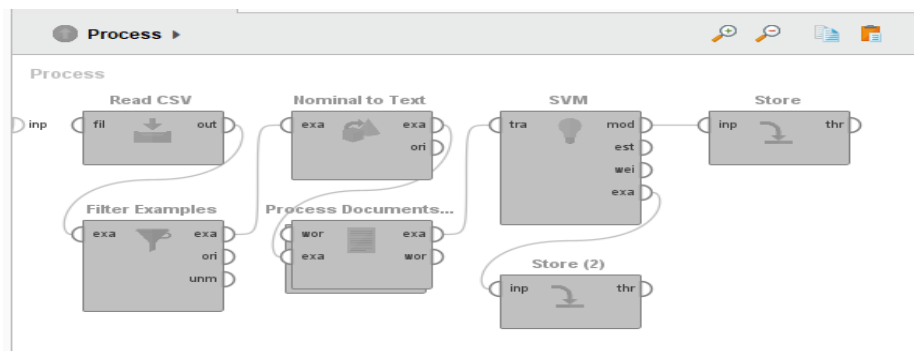 Process
Process
Read CSV
Nominal to Text
SVM
Store
inp
fil
out
exa
exa
ori
tra
mod
est
wei
exa
inp
thr
Filter Examples
Process Documents...
exa
exa
ori
unm
wor
exa
exa
wor
Store (2)
inp
thr